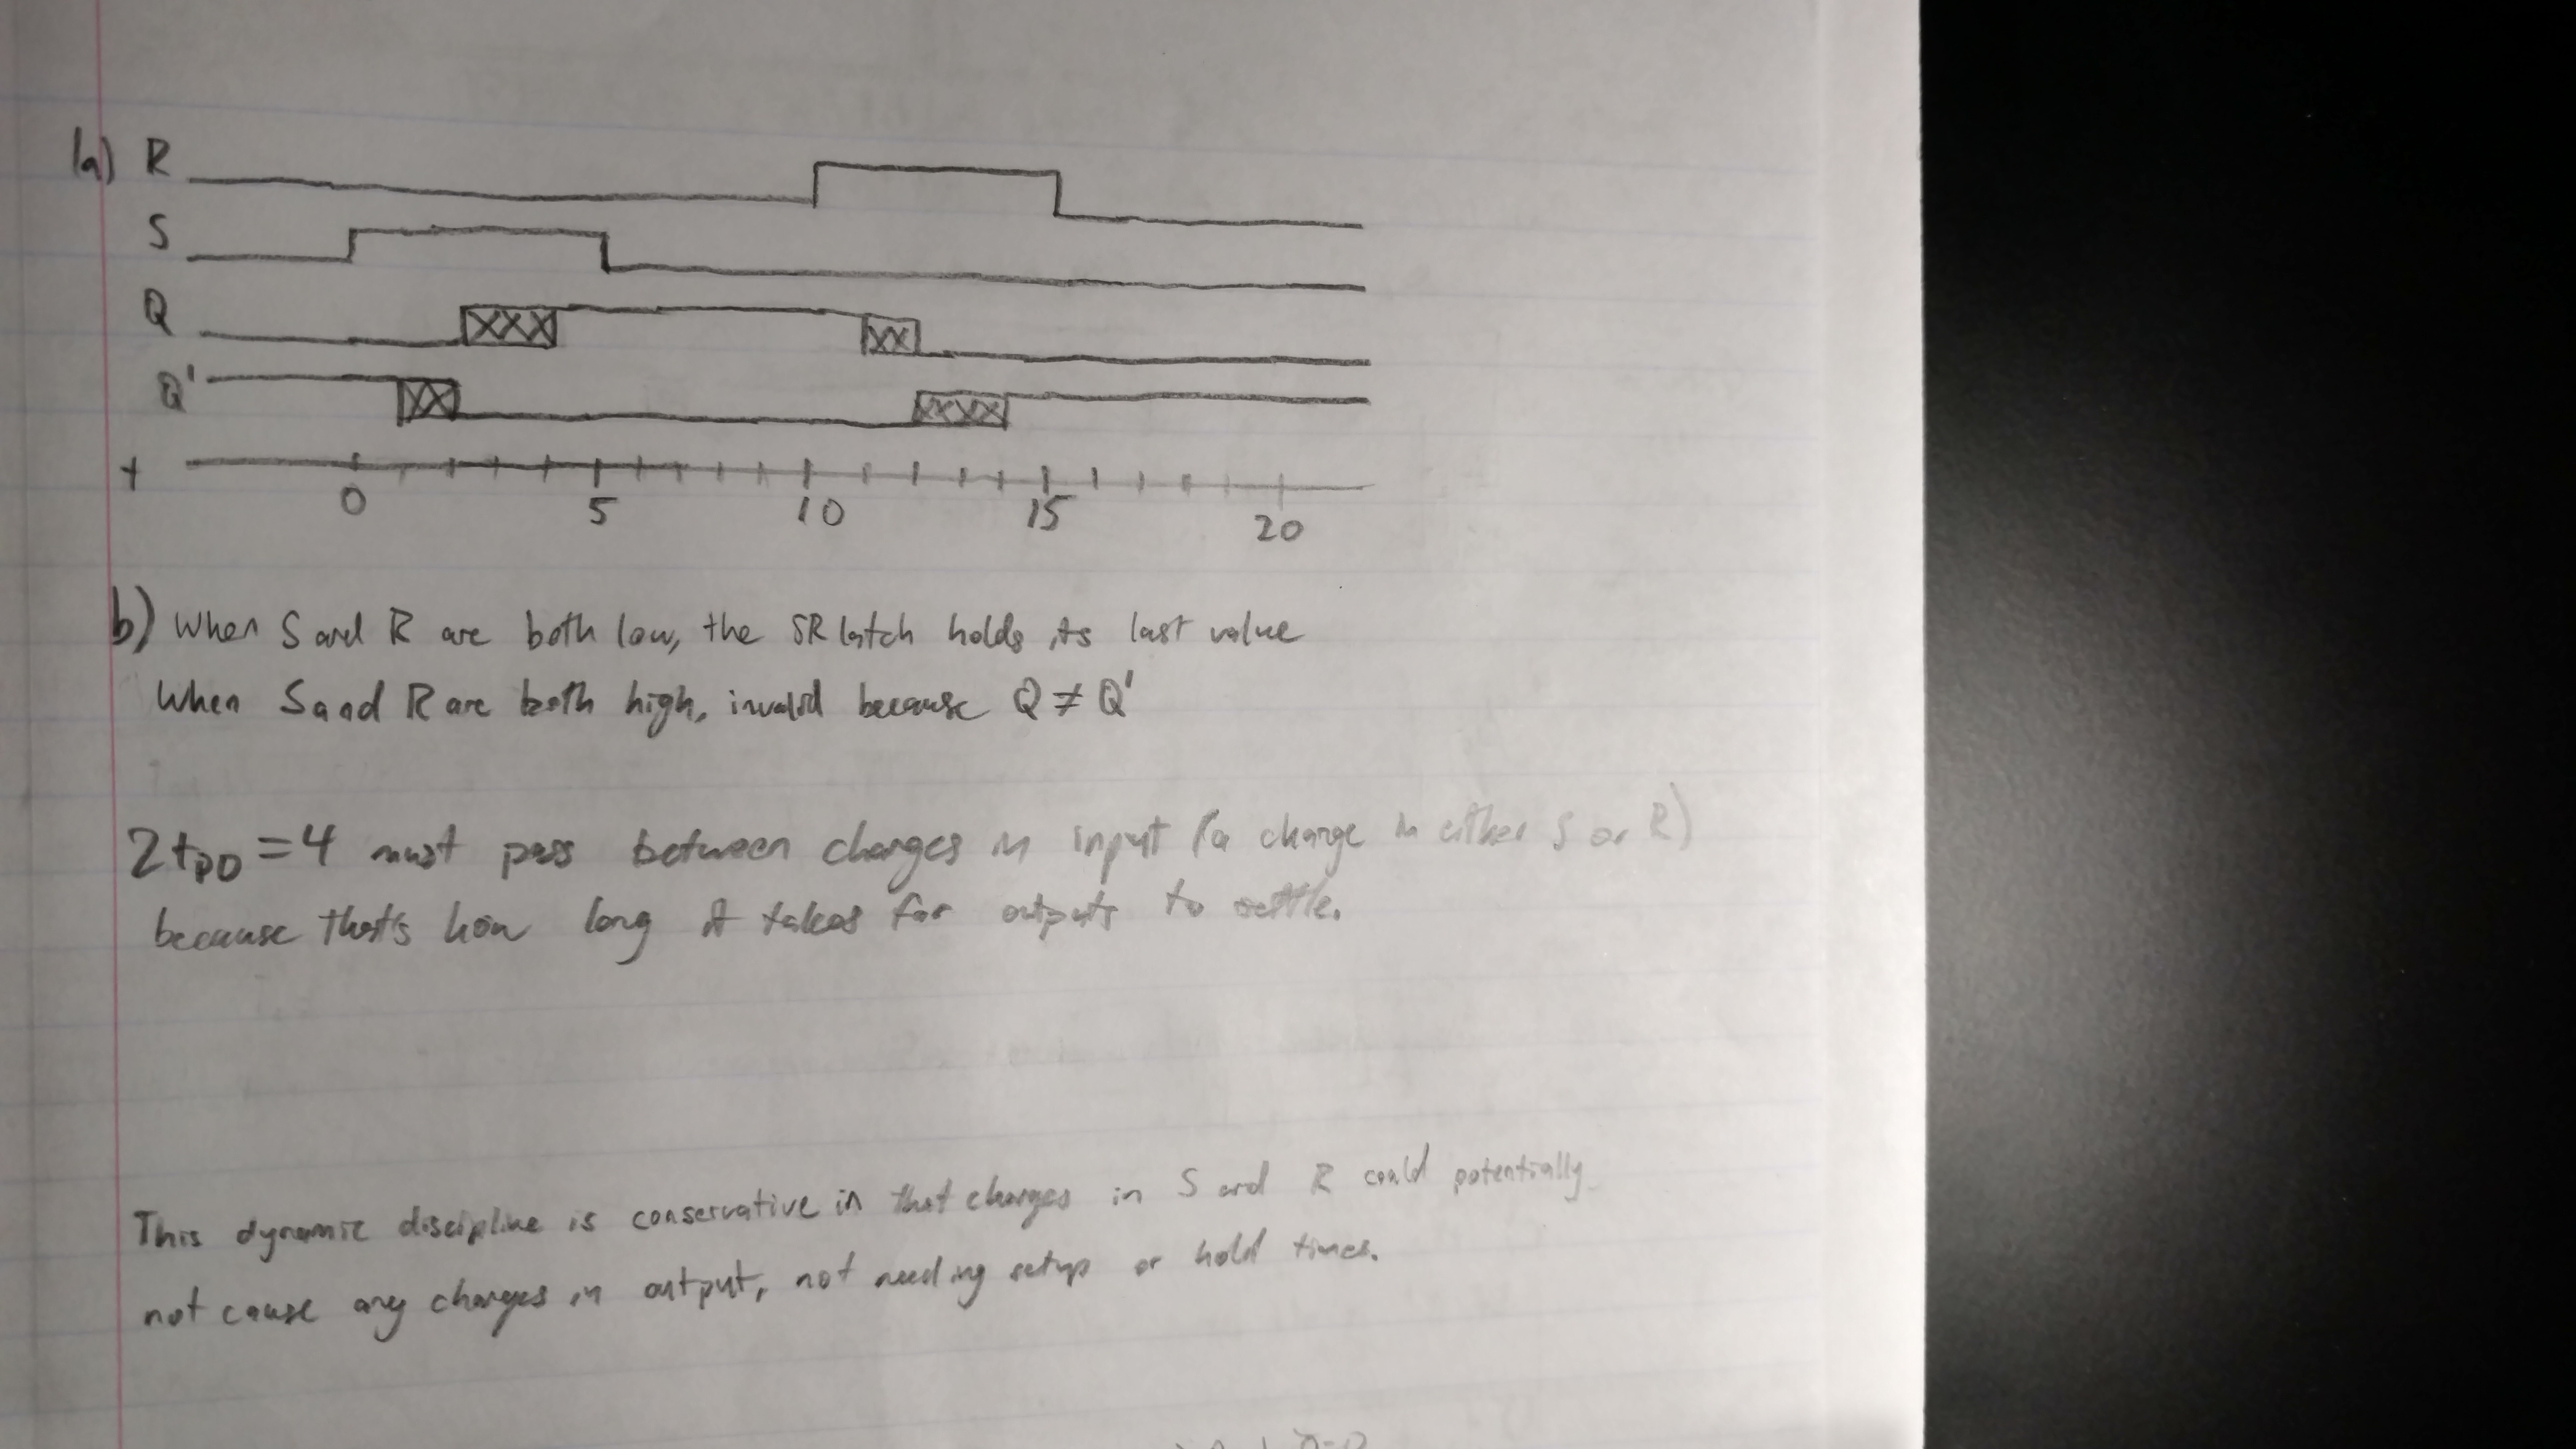 1a) R
S
Q
Q'
t
0 5 10 15 20
b) When S and R are both low, the SR latch holds its last value
When S and R are both high, invalid because Q ≠ Q'
2tPD = 4 must pass between changes in input (a change in either S or R)
because that's how long it takes for outputs to settle.
This dynamic discipline is conservative in that changes in S and R could potentially
not cause any changes in output, not needing setup or hold times.